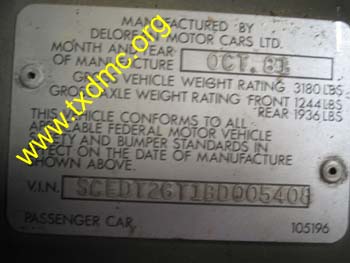 MANUFACTURED BY
DELOREAN MOTOR CARS LTD.
MONTH AND YEAR
OF MANUFACTURE OCT. 81
GROSS VEHICLE WEIGHT RATING 3180 LBS
GROSS AXLE WEIGHT RATING FRONT 1244 LBS
REAR 1936 LBS
THIS VEHICLE CONFORMS TO ALL
APPLICABLE FEDERAL MOTOR VEHICLE
SAFETY AND BUMPER STANDARDS IN
EFFECT ON THE DATE OF MANUFACTURE
SHOWN ABOVE.
V.I.N. SCEDT26T1BD005408
PASSENGER CAR 105196
www.txdmc.org